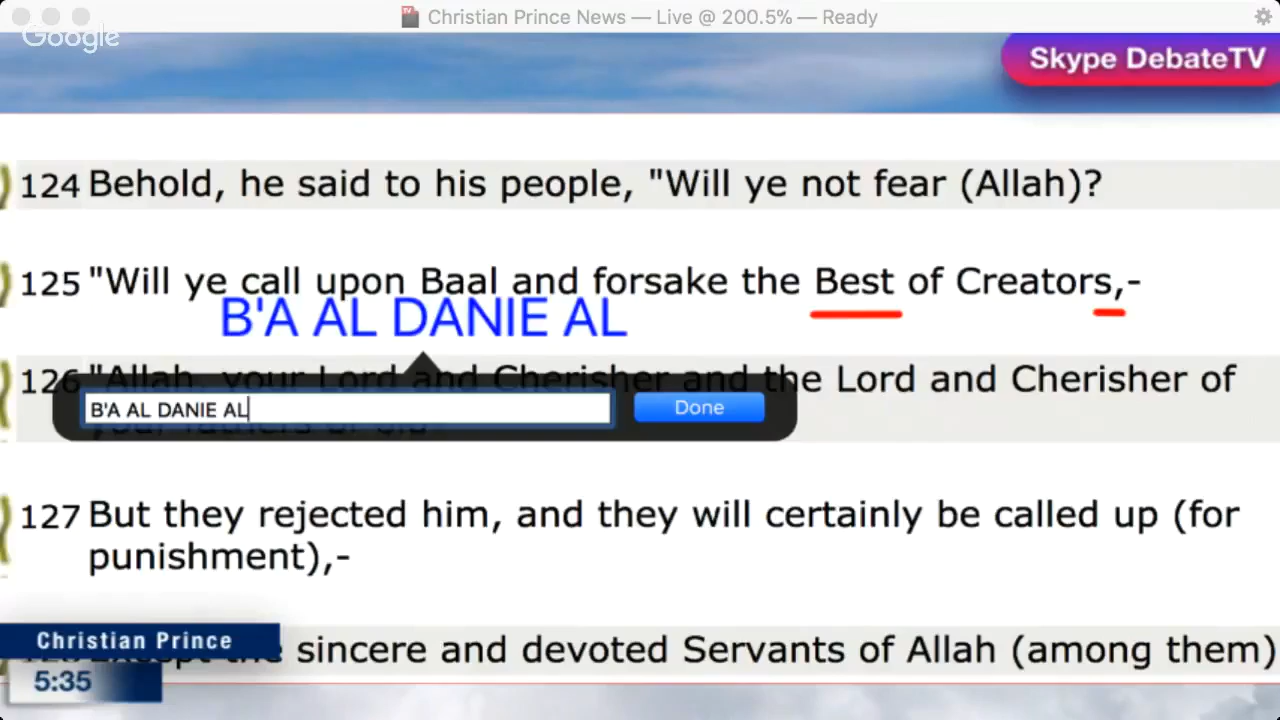 Christian Prince News — Live @ 200.5% — Ready
Google
Skype DebateTV
124 Behold, he said to his people, "Will ye not fear (Allah)?
125 "Will ye call upon Baal and forsake the Best of Creators,-
B'A AL DANIE AL
126 "Allah, your Lord and Cherisher and the Lord and Cherisher of
B'A AL DANIE AL Done
127 But they rejected him, and they will certainly be called up (for
punishment),-
sincere and devoted Servants of Allah (among them)
Christian Prince
5:35